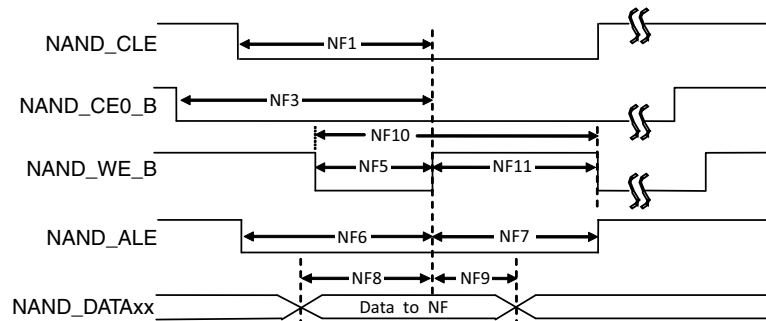 NAND_CLE
NF1
NAND_CE0_B
NF3
NF10
NAND_WE_B
NF5
NF11
NAND_ALE
NF6
NF7
NF8
NF9
NAND_DATAxx
Data to NF